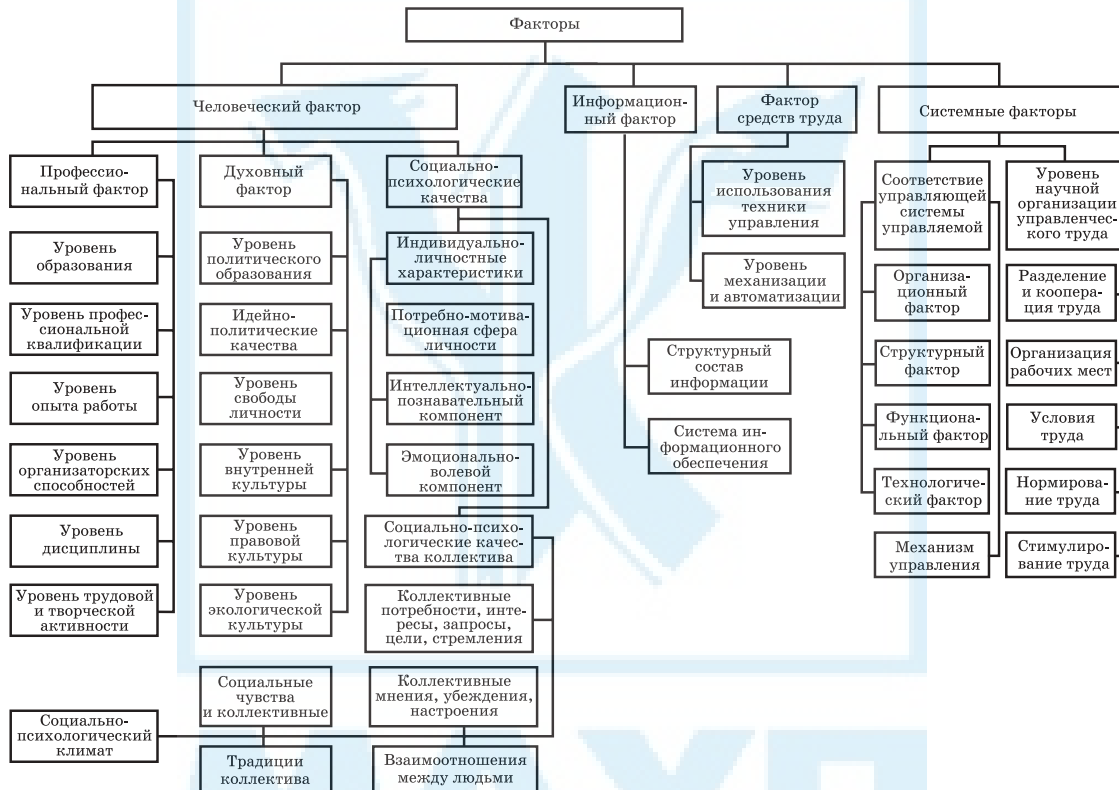 Факторы
Человеческий фактор
Информацион-
ный фактор
Фактор
средств труда
Системные факторы
Профессио-
нальный фактор
Уровень
образования
Уровень профес-
сиональной
квалификации
Уровень
опыта работы
Уровень
организаторских
способностей
Уровень
дисциплины
Уровень трудовой
и творческой
активности
Духовный
фактор
Уровень
политического
образования
Идейно-
политические
качества
Уровень
свободы
личности
Уровень
внутренней
культуры
Уровень
правовой
культуры
Уровень
экологической
культуры
Социально-
психологические
качества
Индивидуально-
личностные
характеристики
Потребно-мотива-
ционная сфера
личности
Интеллектуально-
познавательный
компонент
Эмоционально-
волевой
компонент
Социально-психо-
логические качес-
тва коллектива
Коллективные
потребности, инте-
ресы, запросы,
цели, стремления
Социальные
чувства
и коллективные
Коллективные
мнения, убеждения,
настроения
Социально-
психологический
климат
Традиции
коллектива
Взаимоотношения
между людьми
Структурный
состав
информации
Система ин-
формационного
обеспечения
Уровень
использования
техники
управления
Уровень
механизации
и автоматизации
Соответствие
управляющей
системы
управляемой
Организа-
ционный
фактор
Структурный
фактор
Функциональ-
ный фактор
Технологичес-
кий фактор
Механизм
управления
Уровень
научной
организации
управленчес-
кого труда
Разделение
и коопера-
ция труда
Организация
рабочих мест
Условия
труда
Нормирова-
ние труда
Стимулиро-
вание труда
МАУП